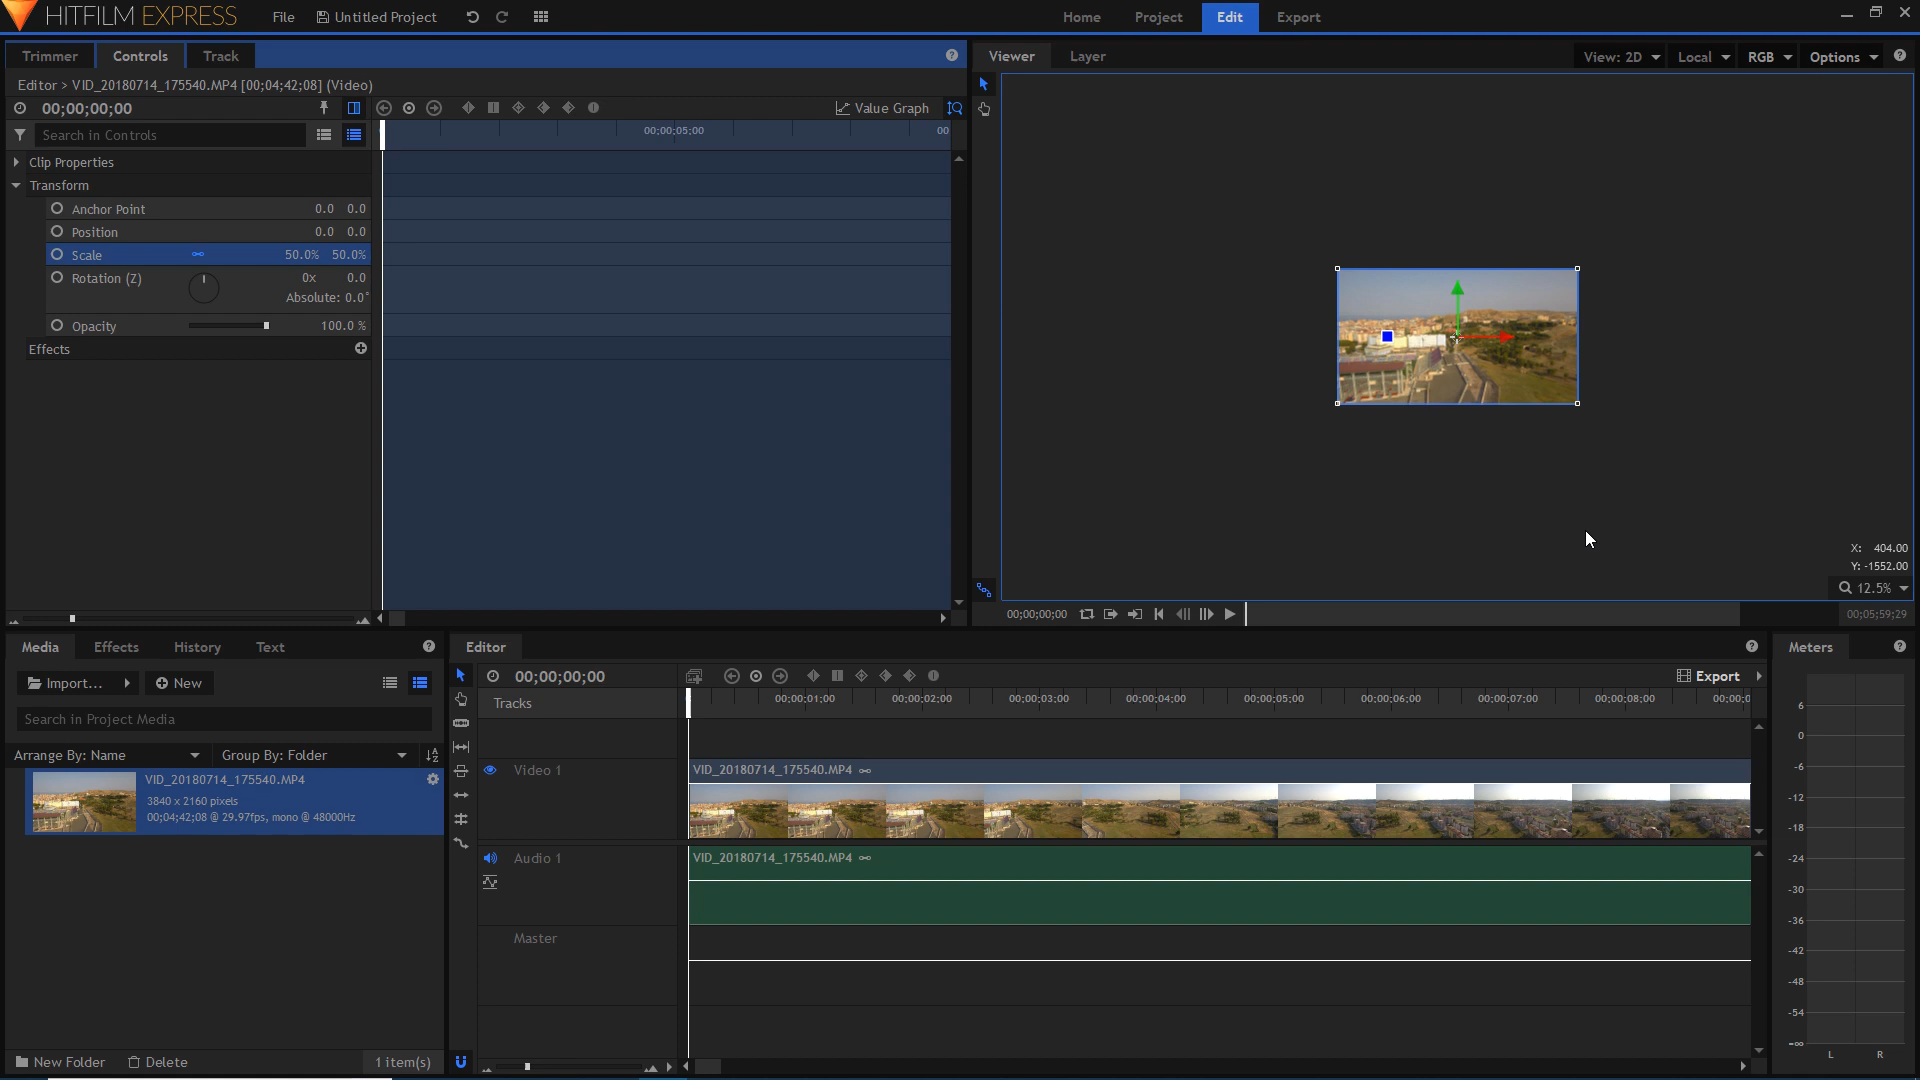 HITFILM EXPRESS
File
Untitled Project
Home
Project
Edit
Export
Trimmer
Controls
Track
Editor > VID_20180714_175540.MP4 [00;04;42;08] (Video)
00;00;00;00
Value Graph
Search in Controls
00;00;05;00
00
Clip Properties
Transform
Anchor Point 0.0 0.0
Position 0.0 0.0
Scale 50.0% 50.0%
Rotation (Z) 0x 0.0
Absolute: 0.0°
Opacity 100.0 %
Effects
Viewer
Layer
View: 2D
Local
RGB
Options
X: 404.00
Y: -1552.00
12.5%
00;00;00;00
00;05;59;29
Media
Effects
History
Text
Import...
New
Search in Project Media
Arrange By: Name
Group By: Folder
VID_20180714_175540.MP4
3840 x 2160 pixels
00;04;42;08 @ 29.97fps, mono @ 48000Hz
New Folder
Delete
1 item(s)
Editor
00;00;00;00
Export
Tracks
00;00;01;00
00;00;02;00
00;00;03;00
00;00;04;00
00;00;05;00
00;00;06;00
00;00;07;00
00;00;08;00
00;00;0
Video 1
VID_20180714_175540.MP4
Audio 1
VID_20180714_175540.MP4
Master
Meters
6
0
-6
-12
-18
-24
-30
-36
-42
-48
-54
-∞
L
R